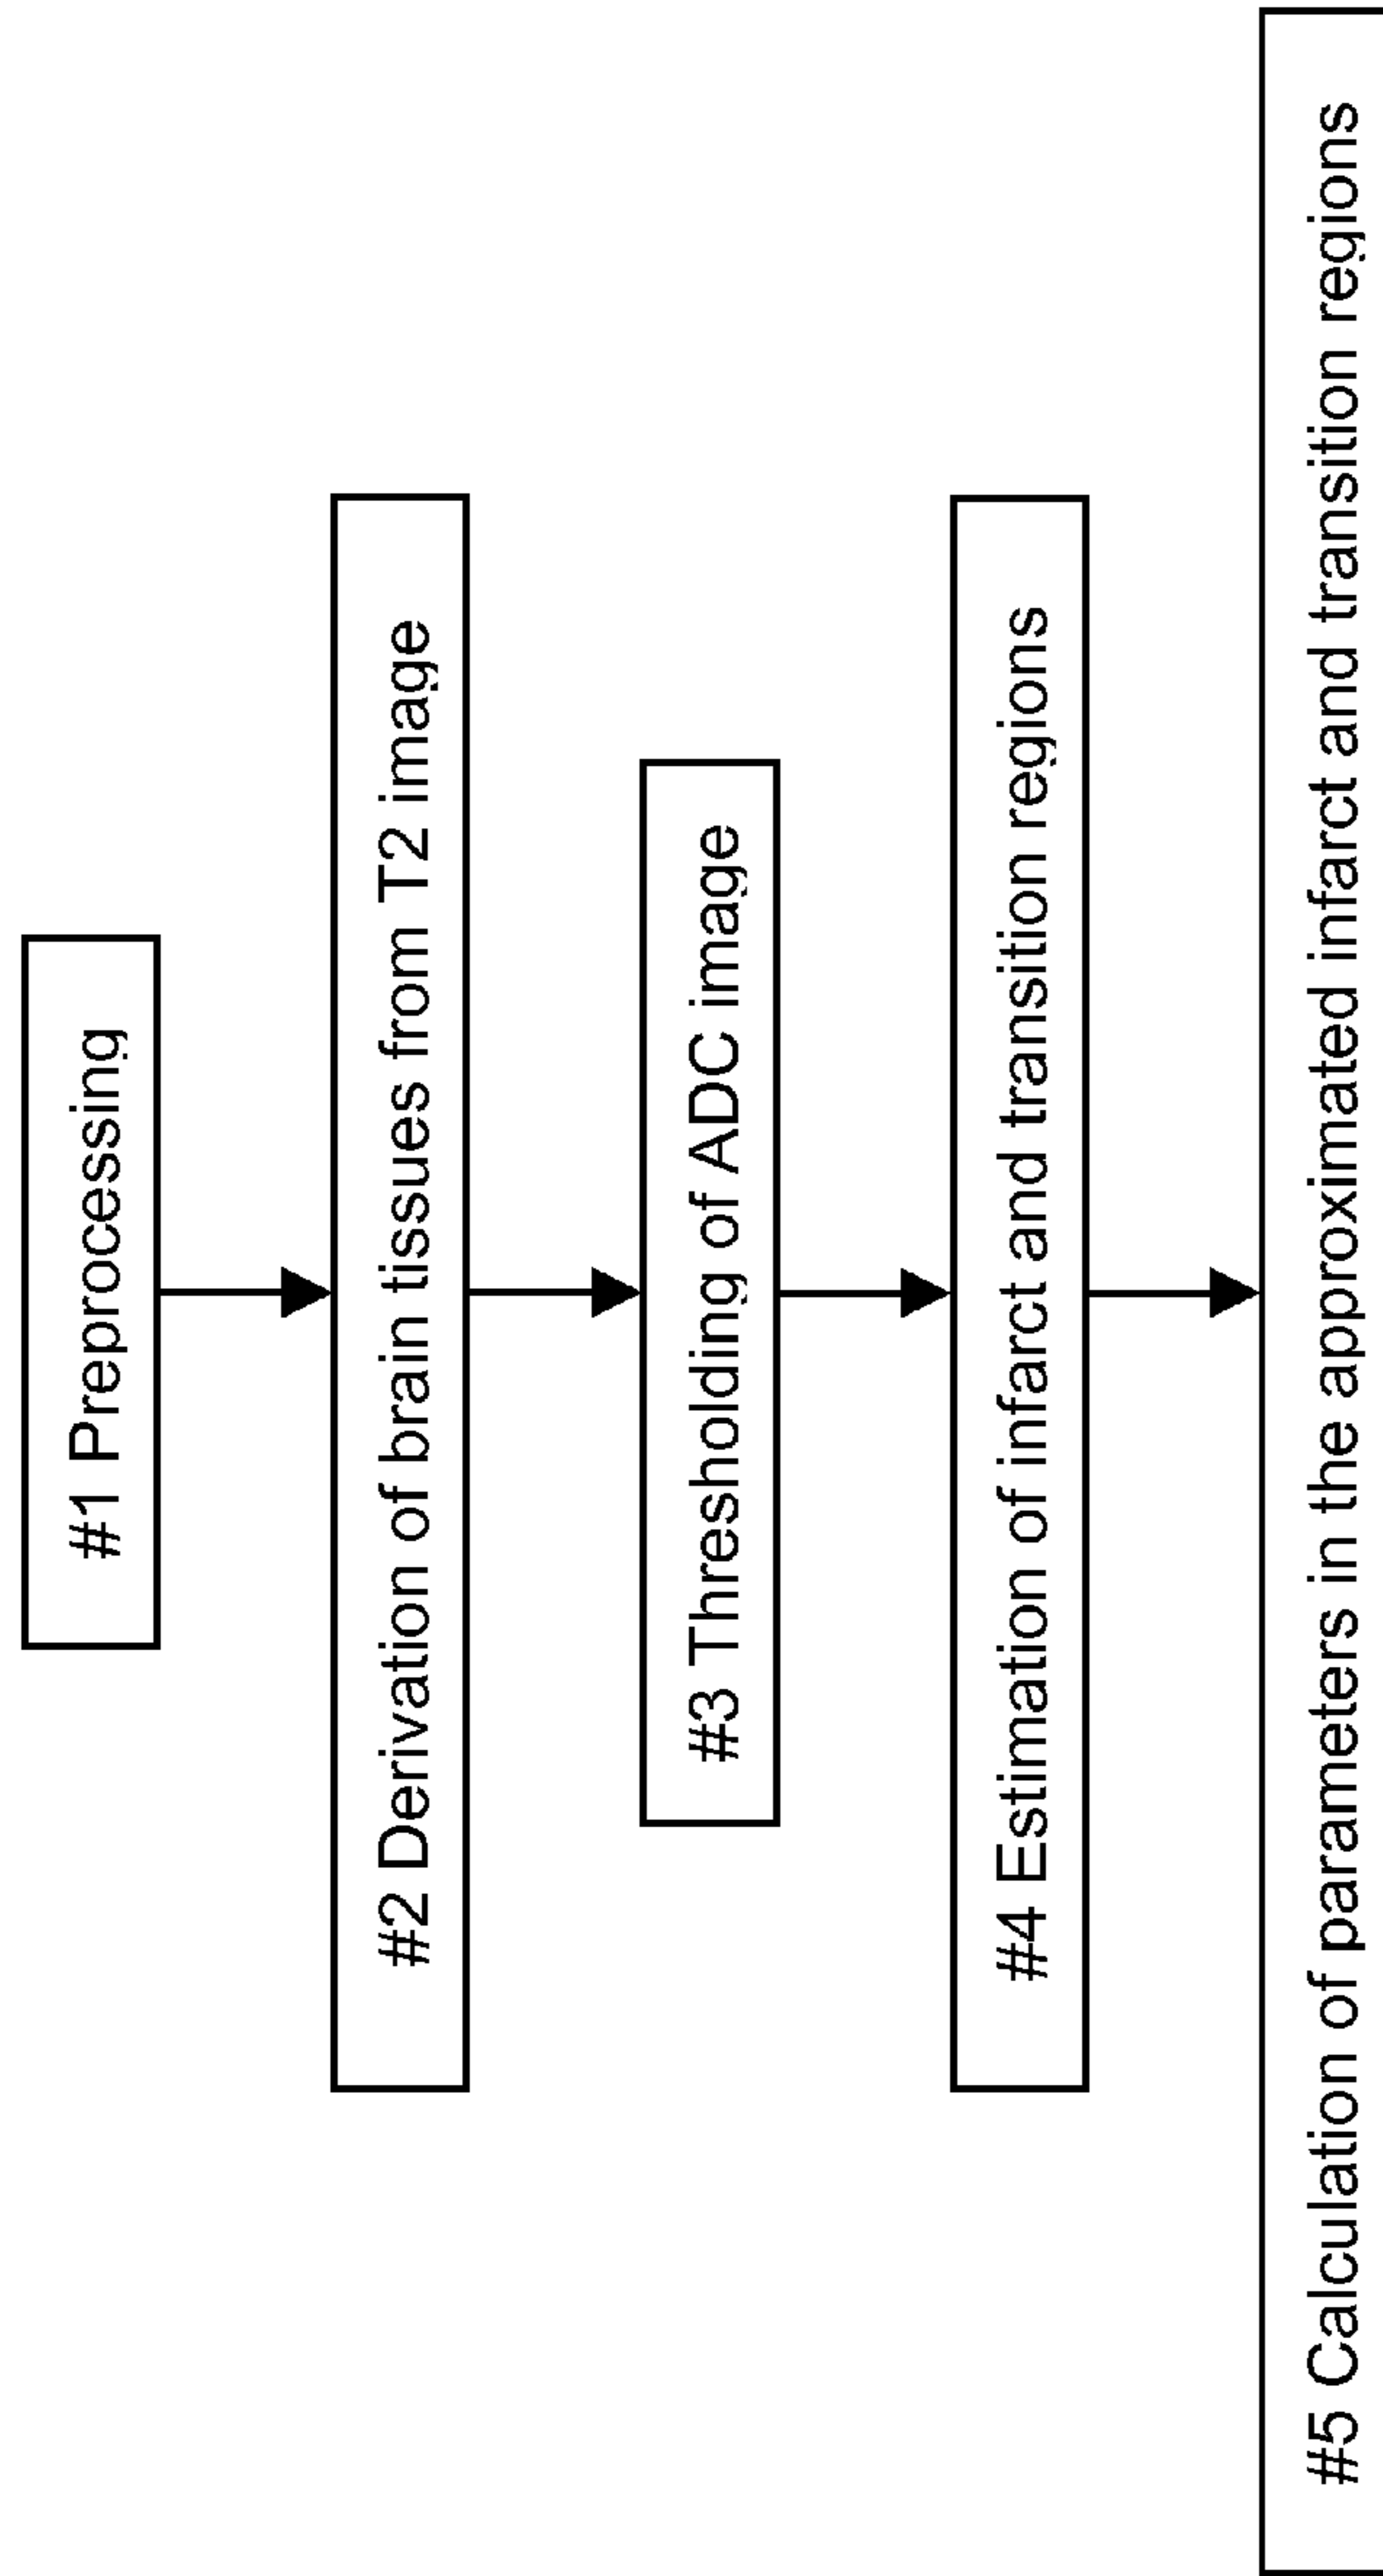 #1 Preprocessing
#2 Derivation of brain tissues from T2 image
#3 Thresholding of ADC image
#4 Estimation of infarct and transition regions
#5 Calculation of parameters in the approximated infarct and transition regions